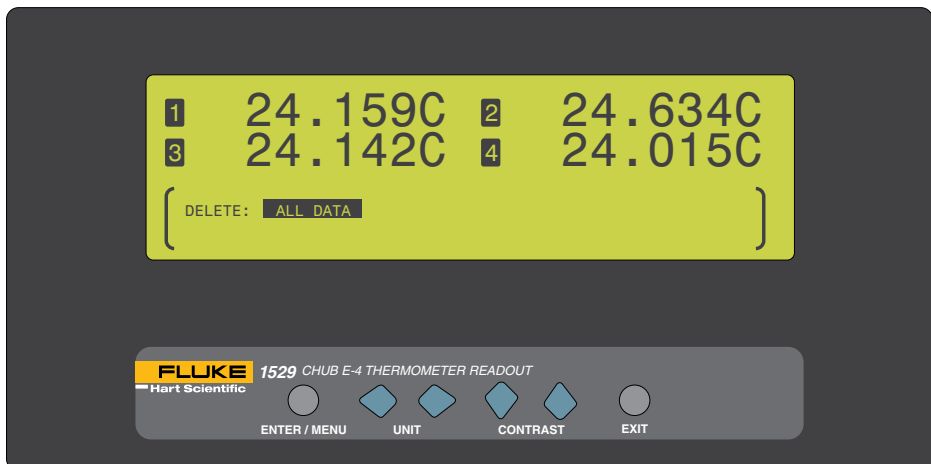 1 24.159C 2 24.634C
3 24.142C 4 24.015C
DELETE: ALL DATA
FLUKE 1529 CHUB E-4 THERMOMETER READOUT
Hart Scientific
ENTER / MENU UNIT CONTRAST EXIT